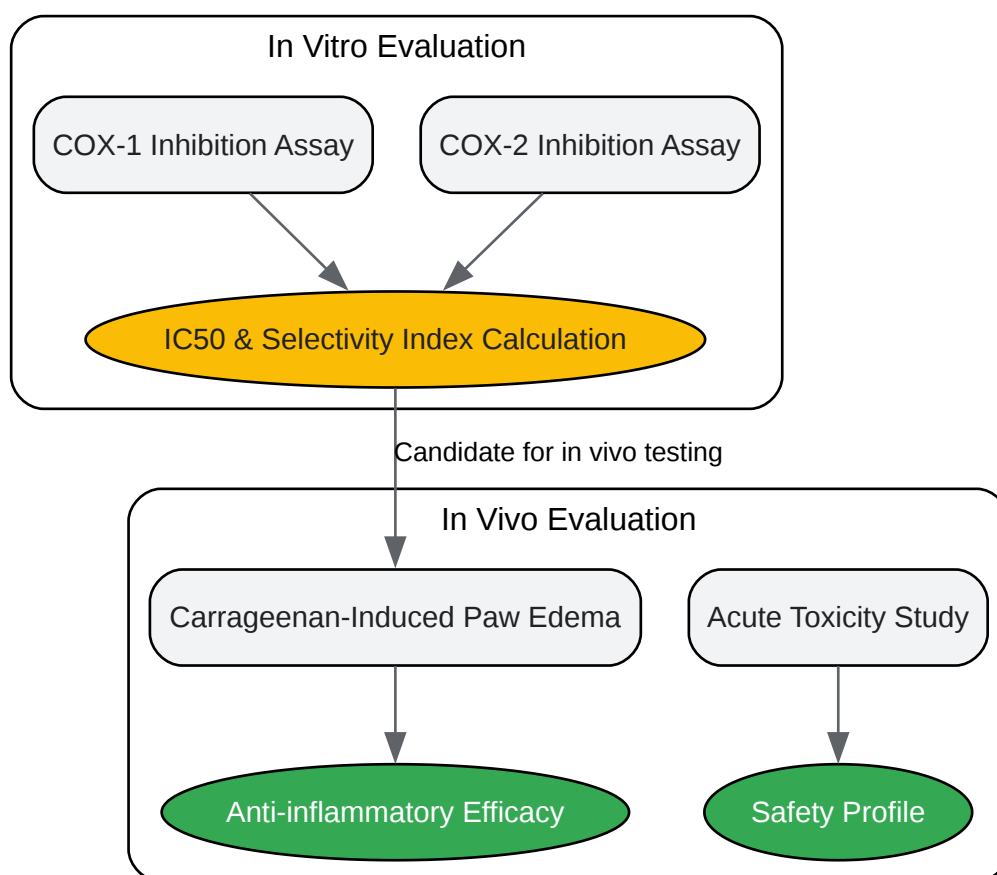 In Vitro Evaluation
COX-1 Inhibition Assay
COX-2 Inhibition Assay
IC50 & Selectivity Index Calculation
Candidate for in vivo testing
In Vivo Evaluation
Carrageenan-Induced Paw Edema
Acute Toxicity Study
Anti-inflammatory Efficacy
Safety Profile